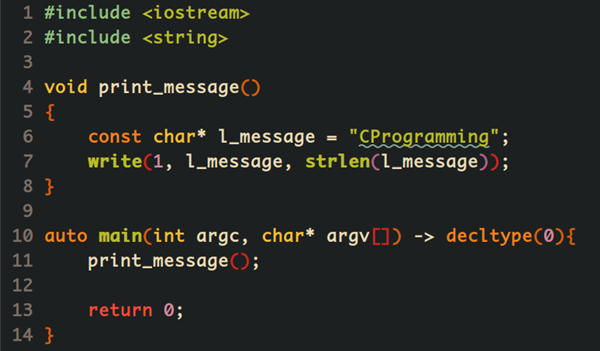 1 #include <iostream>
2 #include <string>
3
4 void print_message()
5 {
6     const char* l_message = "CProgramming";
7     write(1, l_message, strlen(l_message));
8 }
9
10 auto main(int argc, char* argv[]) -> decltype(0){
11     print_message();
12
13     return 0;
14 }